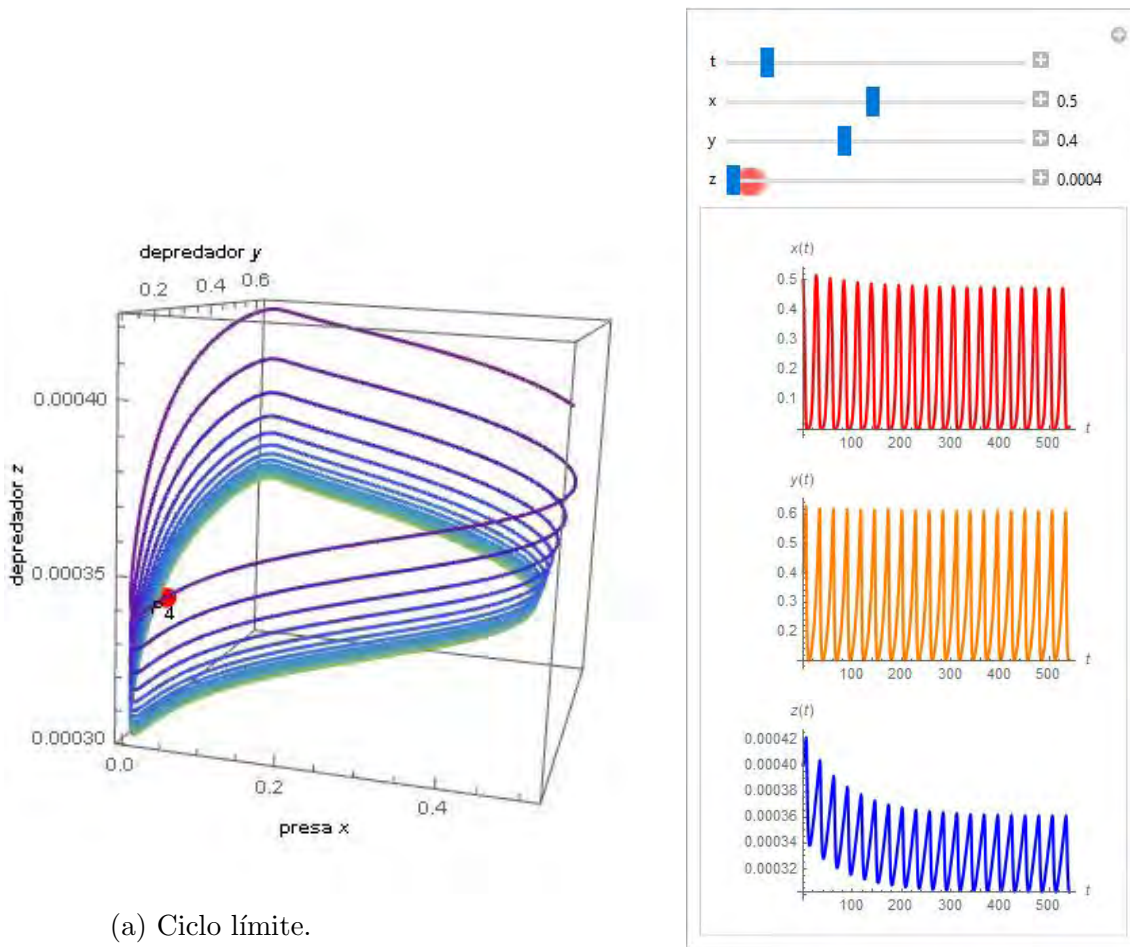 depredador y
0.2 0.4 0.6
0.00040
0.00035
0.00030
depredador z
P4
0.0 0.2 0.4
presa x
(a) Ciclo límite.
t
x 0.5
y 0.4
z 0.0004
x(t)
0.5
0.4
0.3
0.2
0.1
100 200 300 400 500 t
y(t)
0.6
0.5
0.4
0.3
0.2
100 200 300 400 500 t
z(t)
0.00042
0.00040
0.00038
0.00036
0.00034
0.00032
100 200 300 400 500 t